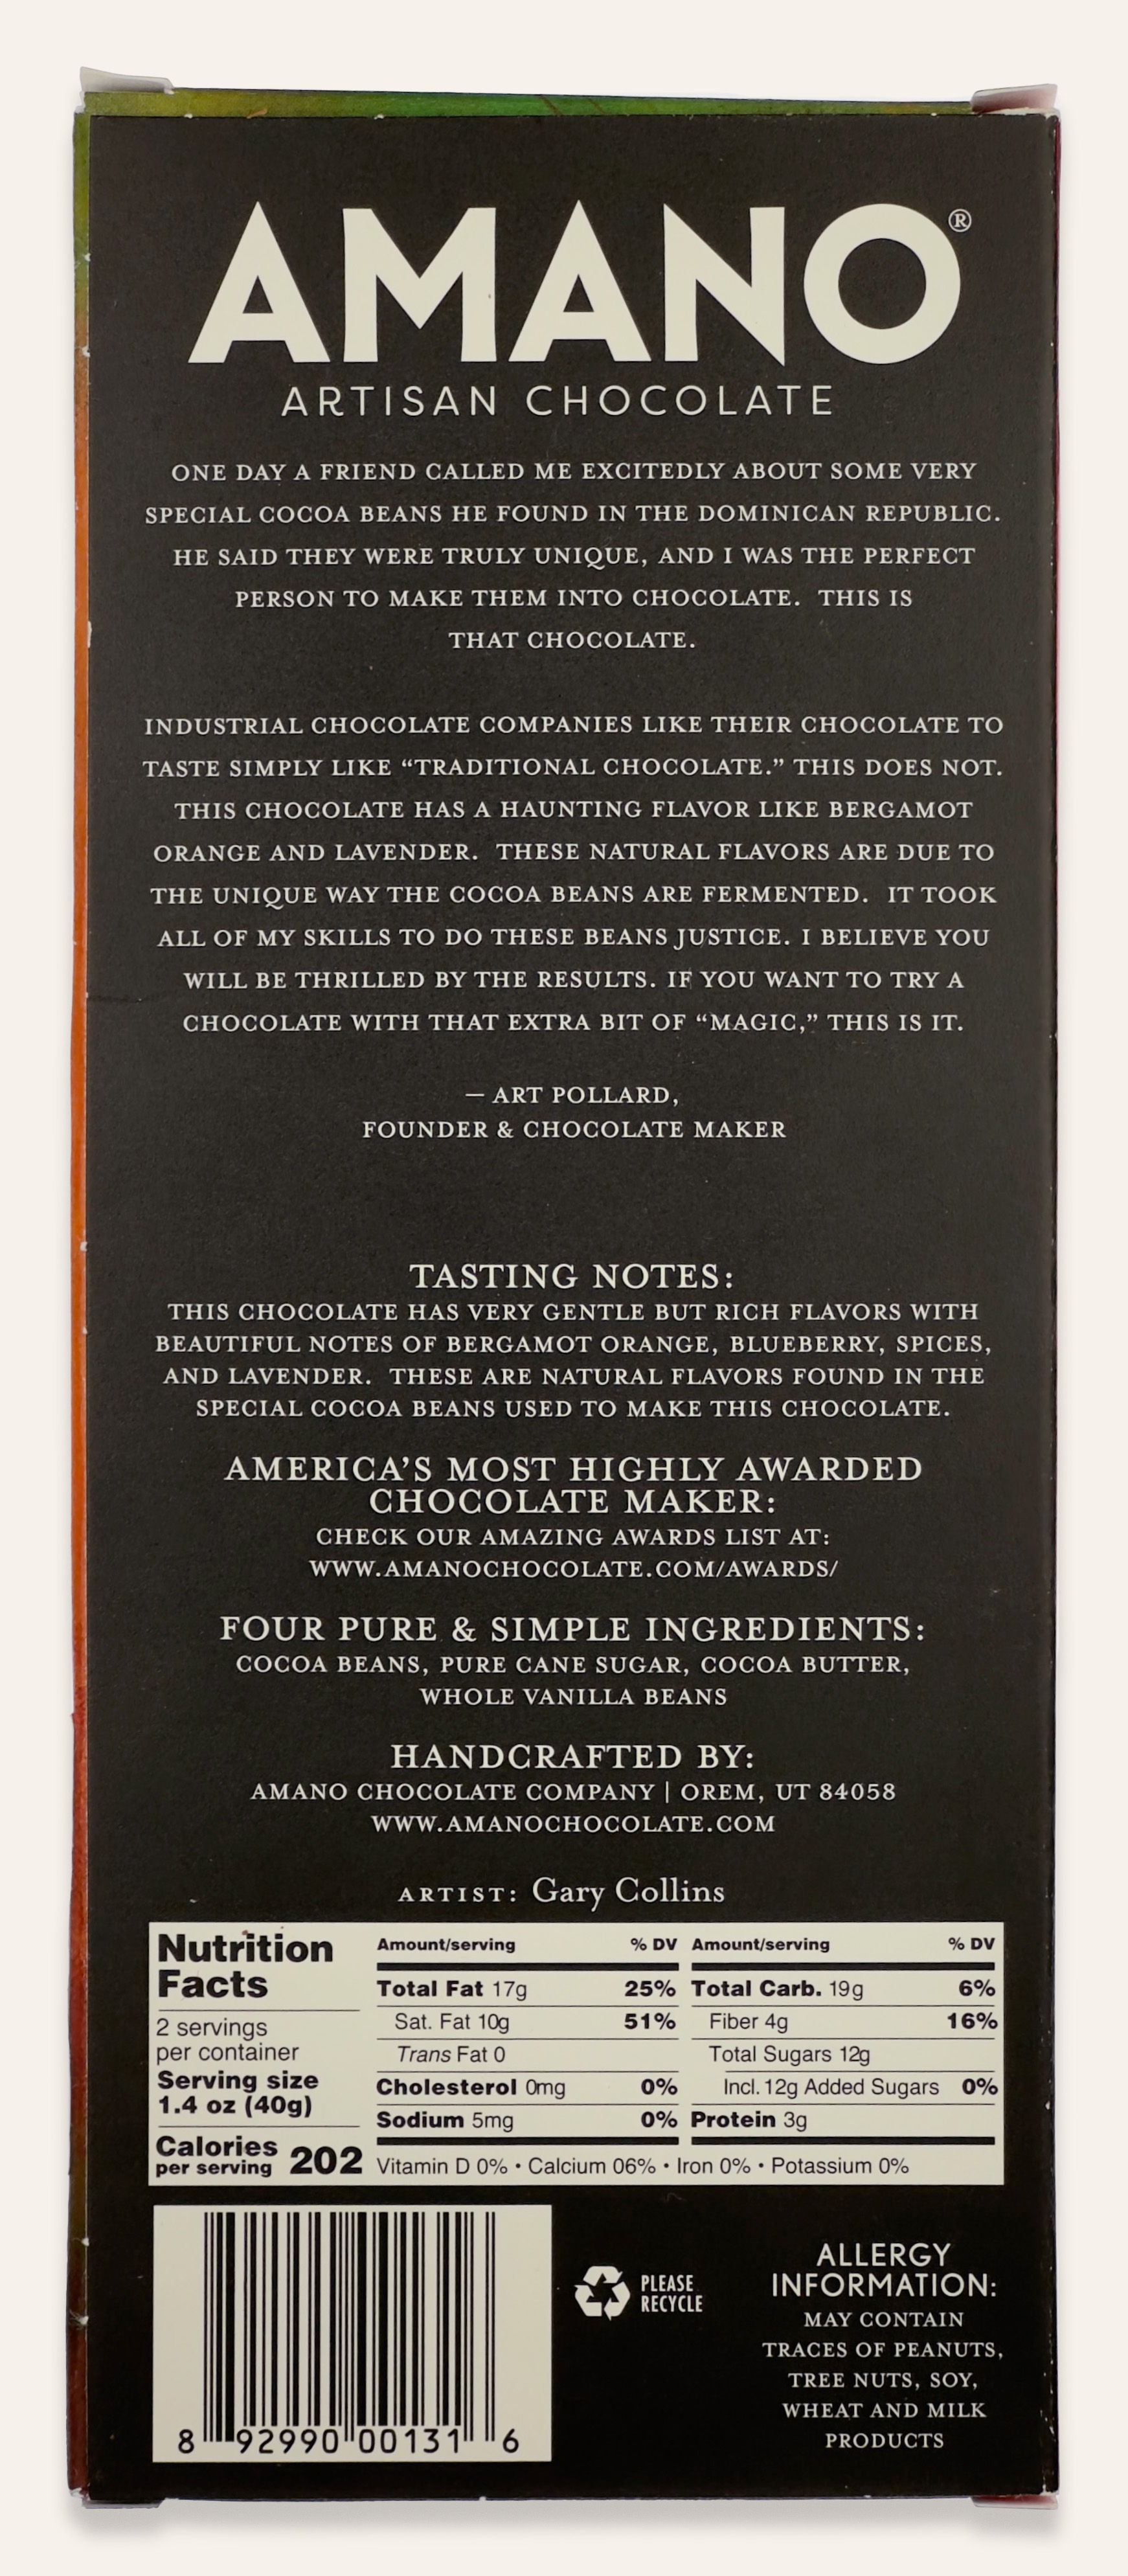 AMANO®
ARTISAN CHOCOLATE
ONE DAY A FRIEND CALLED ME EXCITEDLY ABOUT SOME VERY
SPECIAL COCOA BEANS HE FOUND IN THE DOMINICAN REPUBLIC.
HE SAID THEY WERE TRULY UNIQUE, AND I WAS THE PERFECT
PERSON TO MAKE THEM INTO CHOCOLATE. THIS IS
THAT CHOCOLATE.
INDUSTRIAL CHOCOLATE COMPANIES LIKE THEIR CHOCOLATE TO
TASTE SIMPLY LIKE “TRADITIONAL CHOCOLATE.” THIS DOES NOT.
THIS CHOCOLATE HAS A HAUNTING FLAVOR LIKE BERGAMOT
ORANGE AND LAVENDER. THESE NATURAL FLAVORS ARE DUE TO
THE UNIQUE WAY THE COCOA BEANS ARE FERMENTED. IT TOOK
ALL OF MY SKILLS TO DO THESE BEANS JUSTICE. I BELIEVE YOU
WILL BE THRILLED BY THE RESULTS. IF YOU WANT TO TRY A
CHOCOLATE WITH THAT EXTRA BIT OF “MAGIC,” THIS IS IT.
— ART POLLARD,
FOUNDER & CHOCOLATE MAKER
TASTING NOTES:
THIS CHOCOLATE HAS VERY GENTLE BUT RICH FLAVORS WITH
BEAUTIFUL NOTES OF BERGAMOT ORANGE, BLUEBERRY, SPICES,
AND LAVENDER. THESE ARE NATURAL FLAVORS FOUND IN THE
SPECIAL COCOA BEANS USED TO MAKE THIS CHOCOLATE.
AMERICA’S MOST HIGHLY AWARDED
CHOCOLATE MAKER:
CHECK OUR AMAZING AWARDS LIST AT:
WWW.AMANOCHOCOLATE.COM/AWARDS/
FOUR PURE & SIMPLE INGREDIENTS:
COCOA BEANS, PURE CANE SUGAR, COCOA BUTTER,
WHOLE VANILLA BEANS
HANDCRAFTED BY:
AMANO CHOCOLATE COMPANY | OREM, UT 84058
WWW.AMANOCHOCOLATE.COM
ARTIST: Gary Collins
Nutrition
Facts
2 servings
per container
Serving size
1.4 oz (40g)
Calories
per serving 202
Amount/serving % DV
Total Fat 17g 25%
Sat. Fat 10g 51%
Trans Fat 0
Cholesterol 0mg 0%
Sodium 5mg 0%
Amount/serving % DV
Total Carb. 19g 6%
Fiber 4g 16%
Total Sugars 12g
Incl. 12g Added Sugars 0%
Protein 3g
Vitamin D 0% • Calcium 06% • Iron 0% • Potassium 0%
8 92990 00131 6
PLEASE
RECYCLE
ALLERGY
INFORMATION:
MAY CONTAIN
TRACES OF PEANUTS,
TREE NUTS, SOY,
WHEAT AND MILK
PRODUCTS